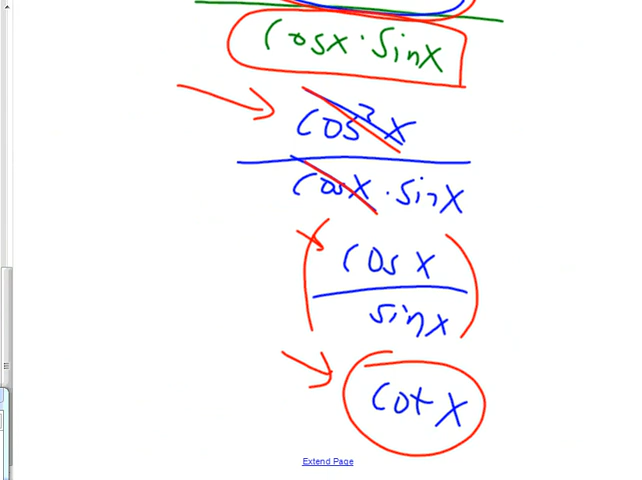 cosx · sinx
cos²x
cosx · sinx
cos x
sinx
cot x
Extend Page